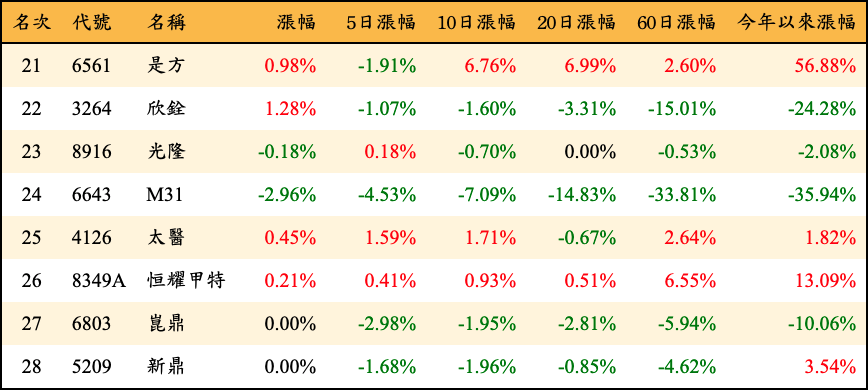 名次 代號 名稱 漲幅 5日漲幅 10日漲幅 20日漲幅 60日漲幅 今年以來漲幅
21 6561 是方 0.98% -1.91% 6.76% 6.99% 2.60% 56.88%
22 3264 欣銓 1.28% -1.07% -1.60% -3.31% -15.01% -24.28%
23 8916 光隆 -0.18% 0.18% -0.70% 0.00% -0.53% -2.08%
24 6643 M31 -2.96% -4.53% -7.09% -14.83% -33.81% -35.94%
25 4126 太醫 0.45% 1.59% 1.71% -0.67% 2.64% 1.82%
26 8349A 恒耀甲特 0.21% 0.41% 0.93% 0.51% 6.55% 13.09%
27 6803 崑鼎 0.00% -2.98% -1.95% -2.81% -5.94% -10.06%
28 5209 新鼎 0.00% -1.68% -1.96% -0.85% -4.62% 3.54%